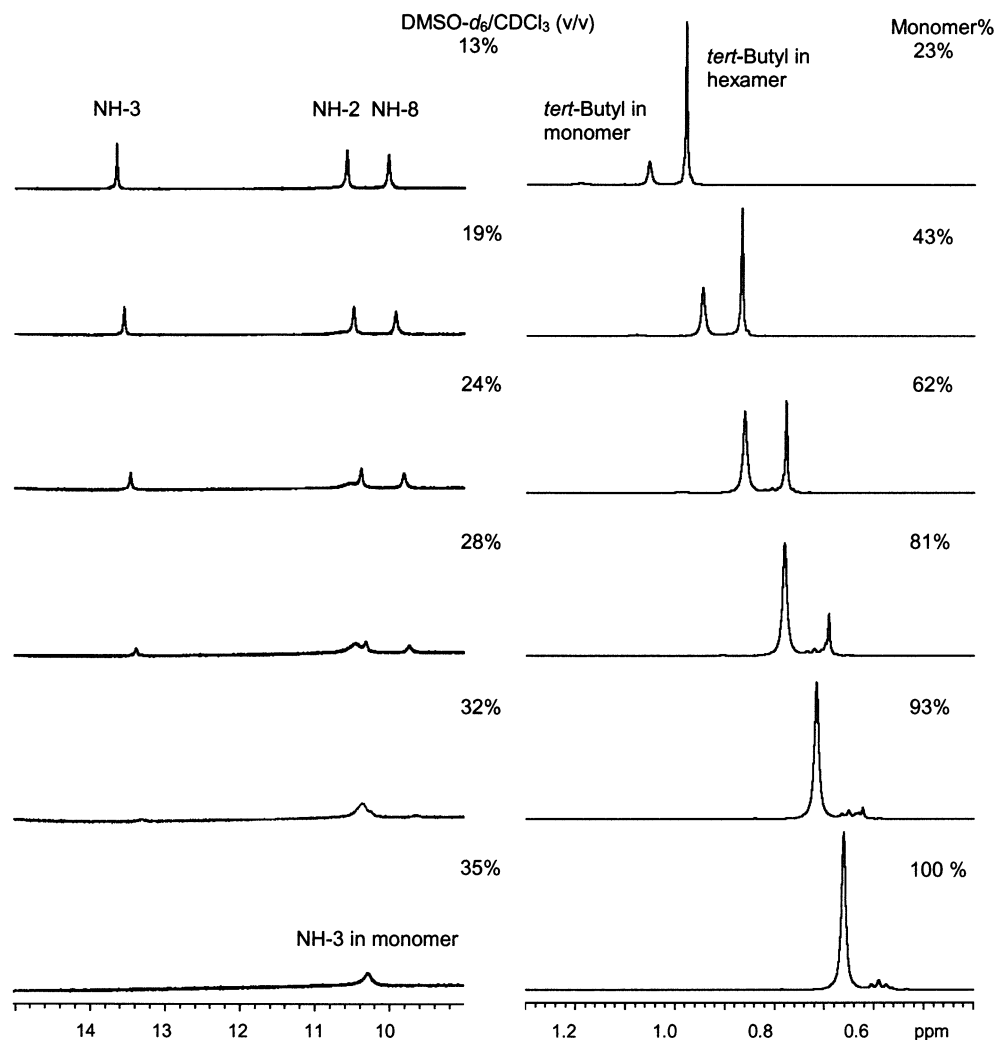 DMSO-d6/CDCl3 (v/v)
13%
Monomer%
23%
tert-Butyl in
hexamer
tert-Butyl in
monomer
NH-3 NH-2 NH-8
19%
43%
24%
62%
28%
81%
32%
93%
35%
100 %
NH-3 in monomer
14 13 12 11 10
1.2 1.0 0.8 0.6 ppm